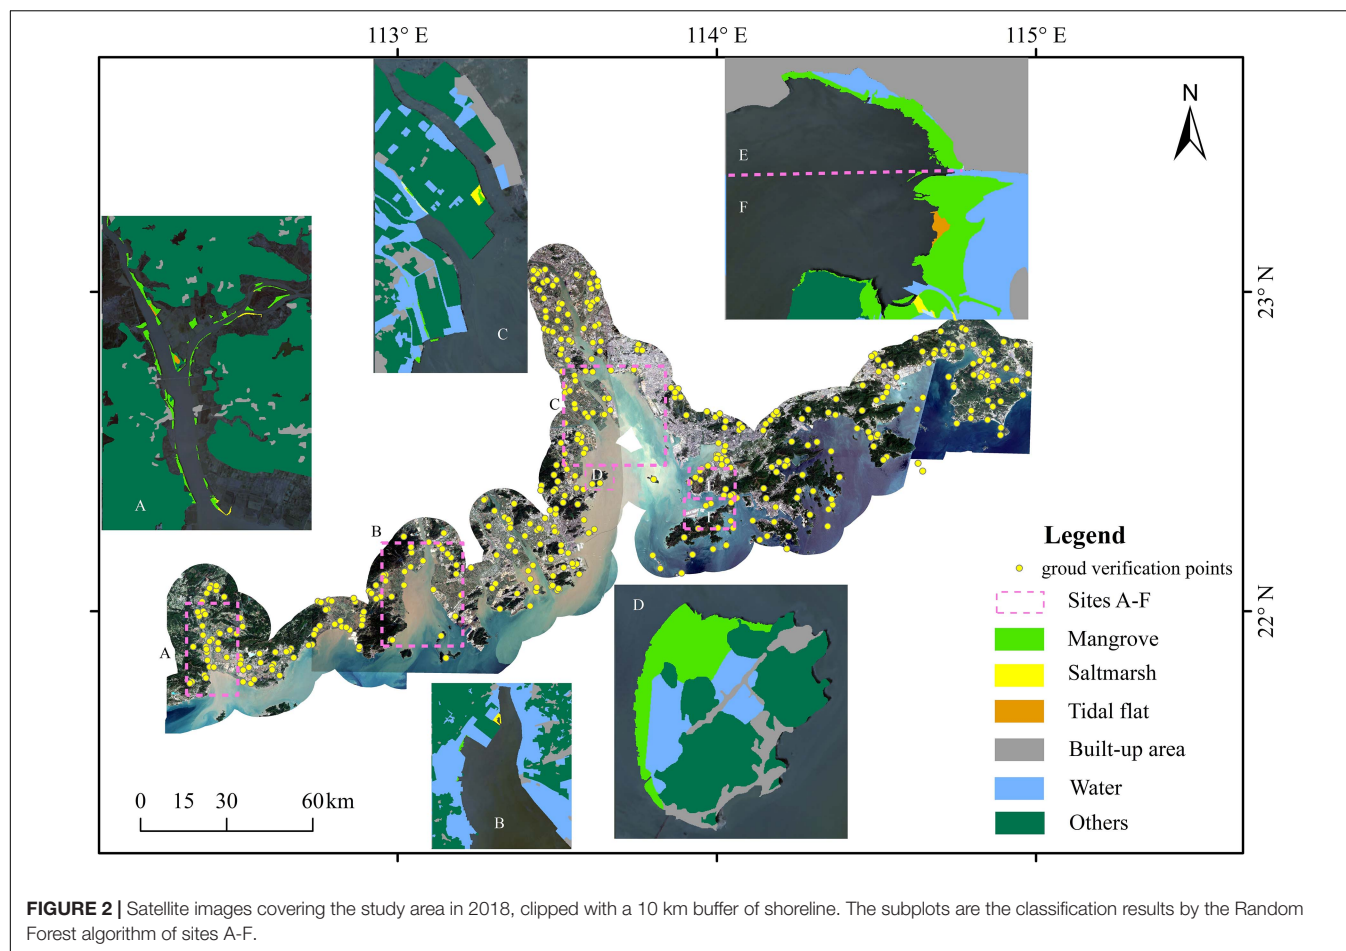 113° E 114° E 115° E
N
E
F
C
A
23° N
C
D
B
A
22° N
Legend
groud verification points
Sites A-F
Mangrove
Saltmarsh
Tidal flat
Built-up area
Water
Others
D
B
0 15 30 60 km
FIGURE 2 | Satellite images covering the study area in 2018, clipped with a 10 km buffer of shoreline. The subplots are the classification results by the Random
Forest algorithm of sites A-F.